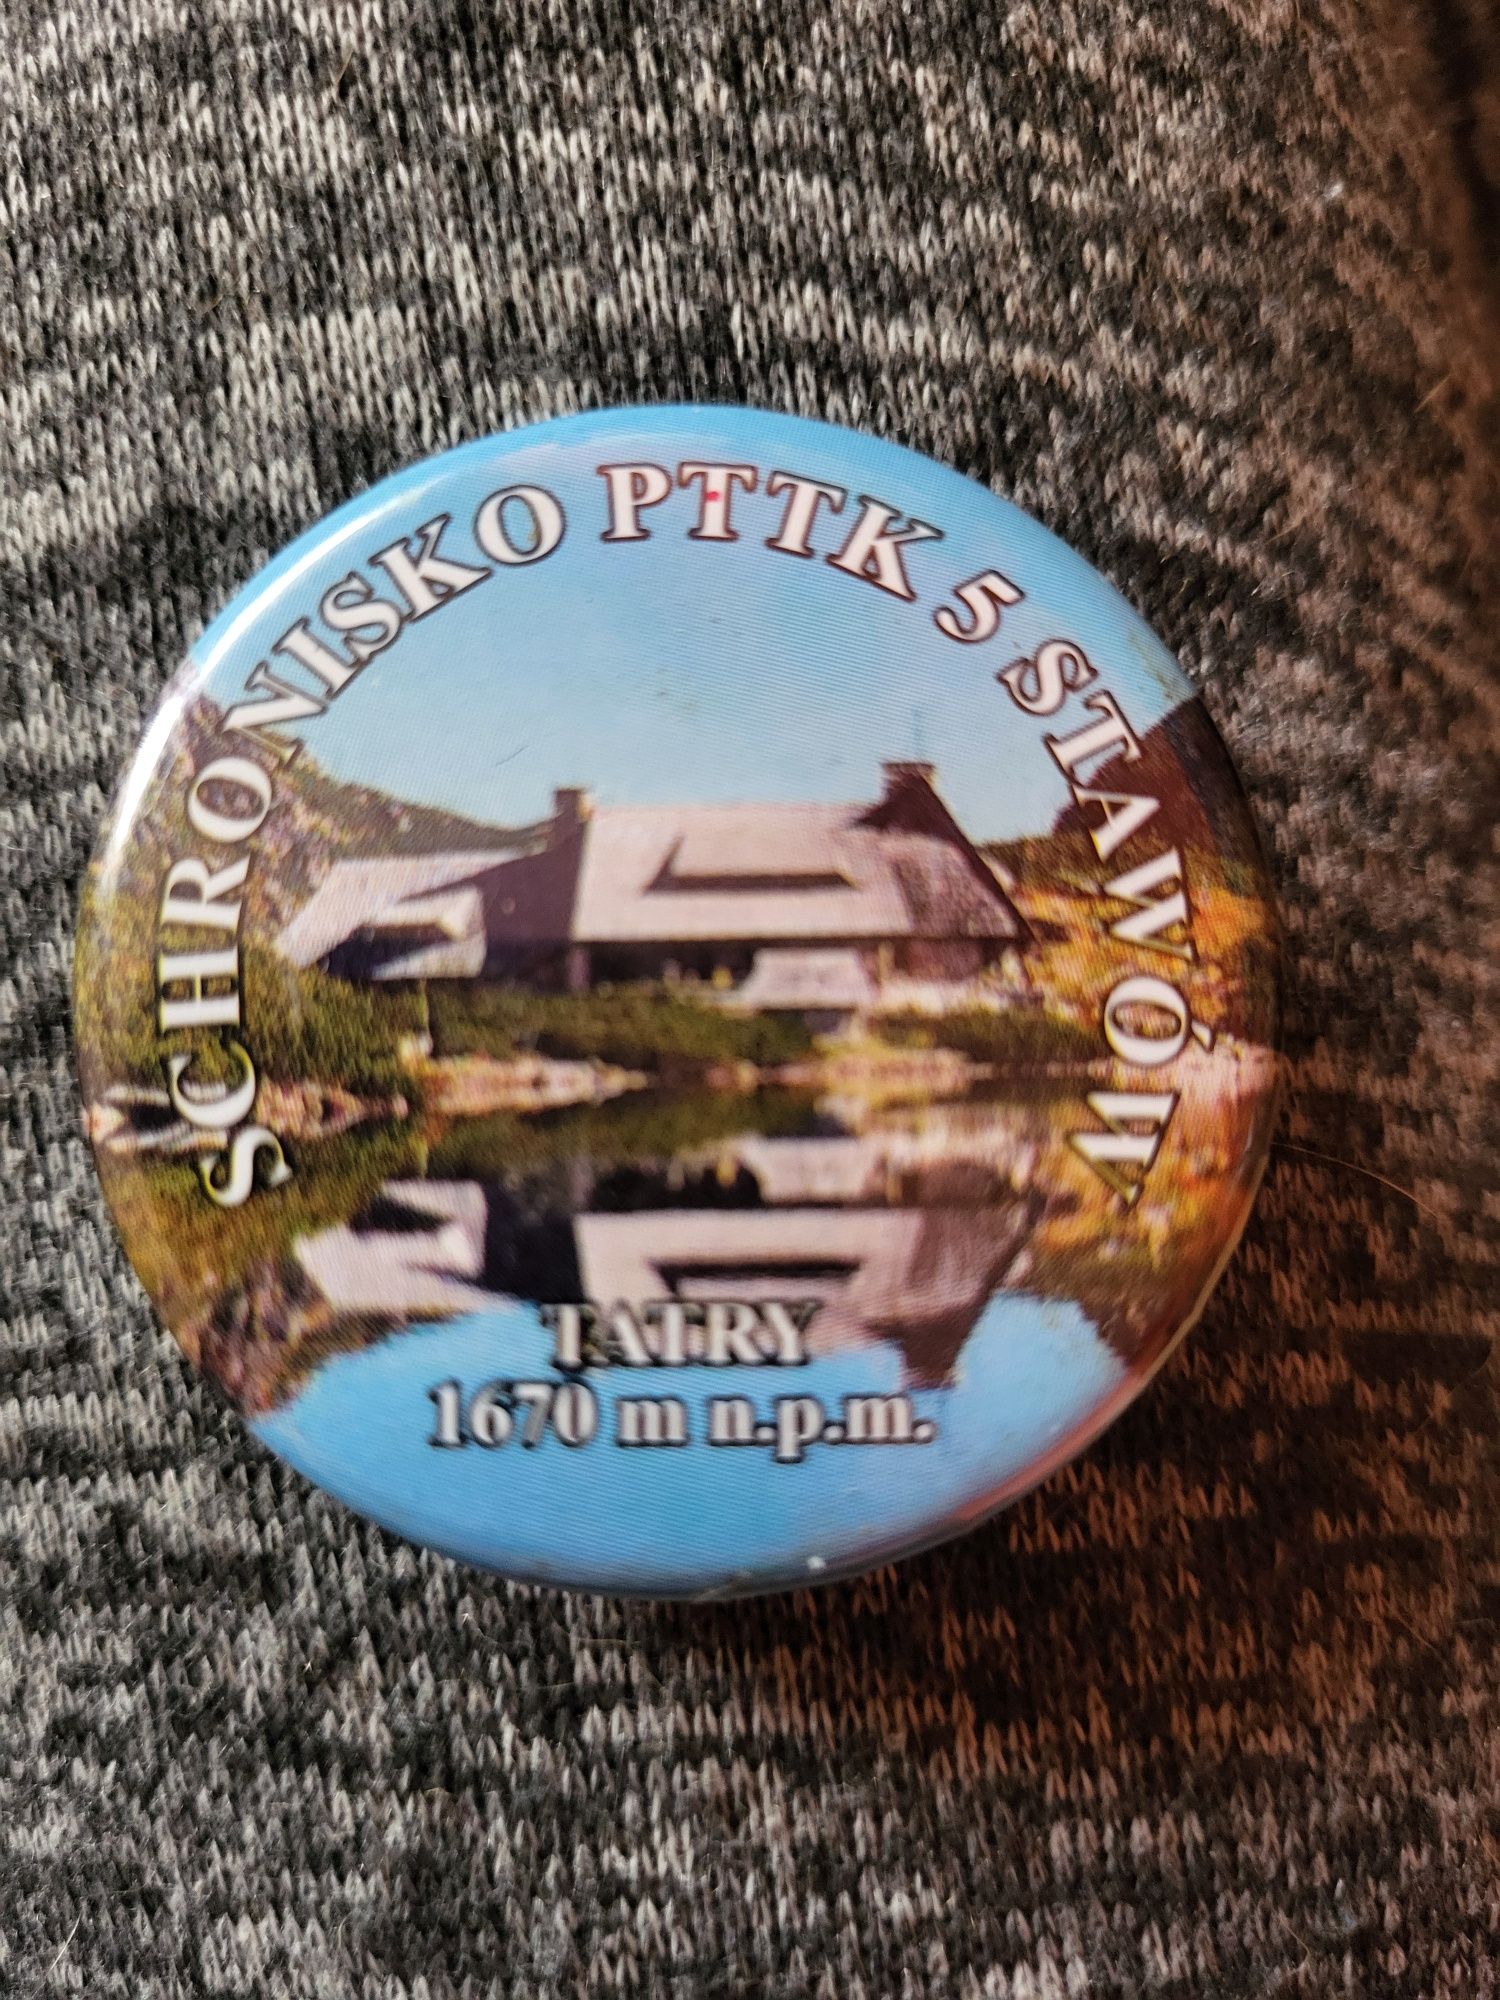 SCHRONISKO PTTK 5 STAWÓW
TATRY
1670 m n.p.m.